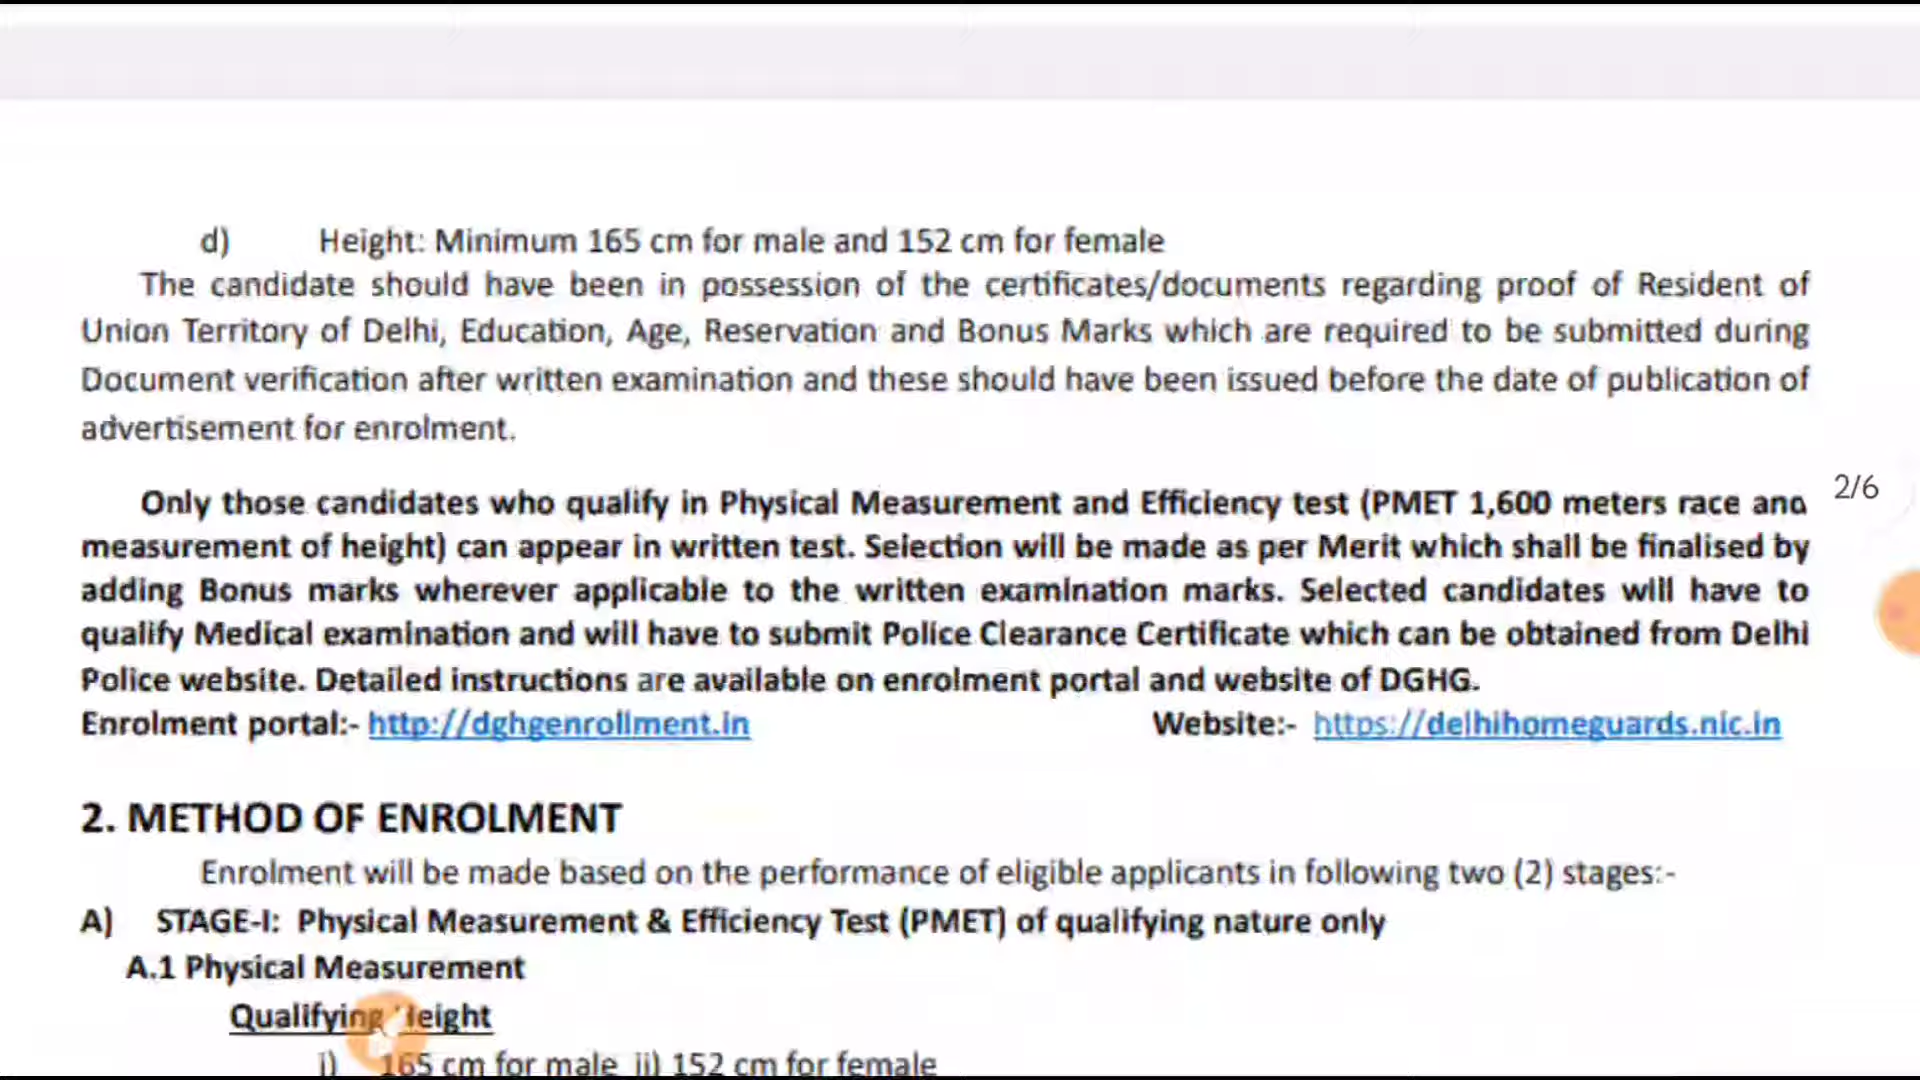 d) Height: Minimum 165 cm for male and 152 cm for female
The candidate should have been in possession of the certificates/documents regarding proof of Resident of
Union Territory of Delhi, Education, Age, Reservation and Bonus Marks which are required to be submitted during
Document verification after written examination and these should have been issued before the date of publication of
advertisement for enrolment.
Only those candidates who qualify in Physical Measurement and Efficiency test (PMET 1,600 meters race and
2/6
measurement of height) can appear in written test. Selection will be made as per Merit which shall be finalised by
adding Bonus marks wherever applicable to the written examination marks. Selected candidates will have to
qualify Medical examination and will have to submit Police Clearance Certificate which can be obtained from Delhi
Police website. Detailed instructions are available on enrolment portal and website of DGHG.
Enrolment portal:- http://dghgenrollment.in Website:- https://delhihomeguards.nic.in
2. METHOD OF ENROLMENT
Enrolment will be made based on the performance of eligible applicants in following two (2) stages:-
A) STAGE-I: Physical Measurement & Efficiency Test (PMET) of qualifying nature only
A.1 Physical Measurement
Qualifying Height
i) 165 cm for male ii) 152 cm for female